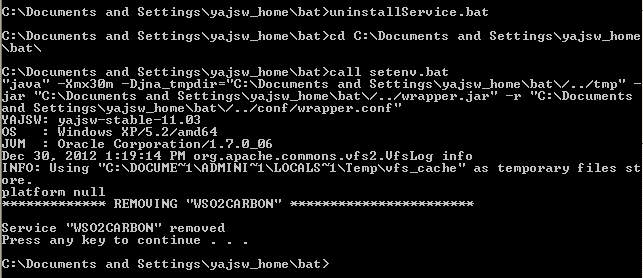 C:\Documents and Settings\yajsw_home\bat>uninstallService.bat
C:\Documents and Settings\yajsw_home\bat>cd C:\Documents and Settings\yajsw_home
\bat\
C:\Documents and Settings\yajsw_home\bat>call setenv.bat
"java" -Xmx30m -Djna_tmpdir="C:\Documents and Settings\yajsw_home\bat\/../tmp" -
jar "C:\Documents and Settings\yajsw_home\bat\/../wrapper.jar" -r "C:\Documents
and Settings\yajsw_home\bat\/../conf/wrapper.conf"
YAJSW: yajsw-stable-11.03
OS   : Windows XP/5.2/amd64
JVM  : Oracle Corporation/1.7.0_06
Dec 30, 2012 1:19:14 PM org.apache.commons.vfs2.VfsLog info
INFO: Using "C:\DOCUME~1\ADMINI~1\LOCALS~1\Temp\vfs_cache" as temporary files st
ore.
platform null
************* REMOVING "WSO2CARBON" ***********************
Service "WSO2CARBON" removed
Press any key to continue . . .
C:\Documents and Settings\yajsw_home\bat>